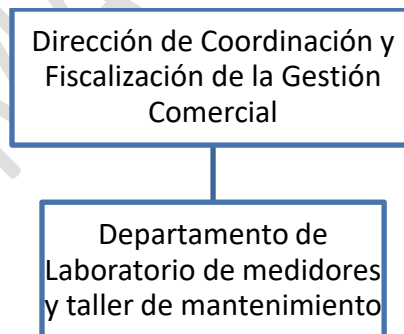 Dirección de Coordinación y
Fiscalización de la Gestión
Comercial
Departamento de
Laboratorio de medidores
y taller de mantenimiento